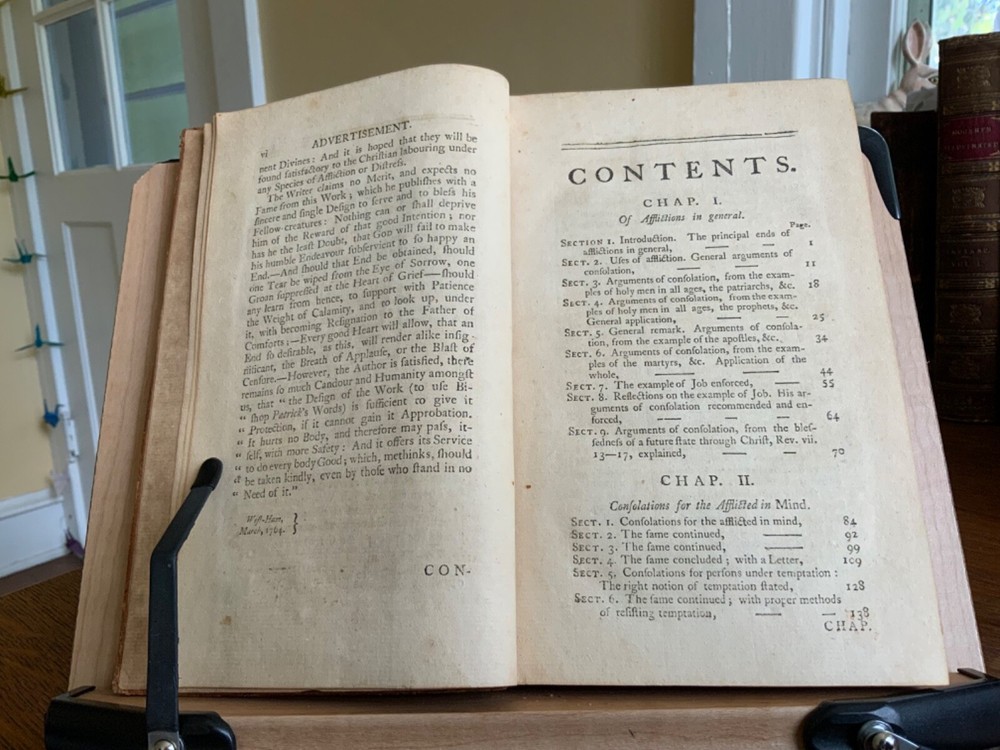 vi ADVERTISEMENT.
nent Divines: And it is hoped that they will be
found satisfactory to the Christian labouring under
any Species of Affliction or Distress.
The Writer claims no Merit, and expects no
Fame from this Work; which he publishes with a
sincere and single Design to serve and to bless his
Fellow-creatures: Nothing can or shall deprive
him of the Reward of that good Intention; nor
has he the least Doubt, that GOD will fail to make
his humble Endeavour subservient to so happy an
End.—And should that End be obtained, should
one Tear be wiped from the Eye of Sorrow, one
Groan suppressed at the Heart of Grief—should
any learn from hence, to support with Patience
the Weight of Calamity, and to look up, under
it, with becoming Resignation to the Father of
Comforts;—Every good Heart will allow, that an
End so desirable, as this, will render alike insig-
nificant, the Breath of Applause, or the Blast of
Censure.—However, the Author is satisfied, there
remains so much Candour and Humanity amongst
us, that "the Design of the Work (to use Bi-
"shop Patrick's Words) is sufficient to give it
"Protection, if it cannot gain it Approbation.
"It hurts no Body, and therefore may pass, it-
"self, with more Safety: And it offers its Service
"to do every body Good; which, methinks, should
"be taken kindly, even by those who stand in no
"Need of it."
West-Ham,
March, 1764. }
CON-
CONTENTS.
CHAP. I.
Of Afflictions in general.
Page.
SECTION 1. Introduction. The principal ends of
afflictions in general, — — 1
SECT. 2. Uses of affliction. General arguments of
consolation, — — 11
SECT. 3. Arguments of consolation, from the exam-
ples of holy men in all ages, the patriarchs, &c. 18
SECT. 4. Arguments of consolation, from the exam-
ples of holy men in all ages, the prophets, &c.
General application, — — 25
SECT. 5. General remark. Arguments of consola-
tion, from the example of the apostles, &c. 34
SECT. 6. Arguments of consolation, from the exam-
ples of the martyrs, &c. Application of the
whole, — — 44
SECT. 7. The example of Job enforced, — 55
SECT. 8. Reflections on the example of Job. His ar-
guments of consolation recommended and en-
forced, — — 64
SECT. 9. Arguments of consolation, from the bles-
sedness of a future state through Christ, Rev. vii.
13—17, explained, — — 70
CHAP. II.
Consolations for the Afflicted in Mind.
SECT. 1. Consolations for the afflicted in mind, 84
SECT. 2. The same continued, — 92
SECT. 3. The same continued, — 99
SECT. 4. The same concluded; with a Letter, 109
SECT. 5. Consolations for persons under temptation:
The right notion of temptation stated, 128
SECT. 6. The same continued; with proper methods
of resisting temptation, — — 138
CHAP.